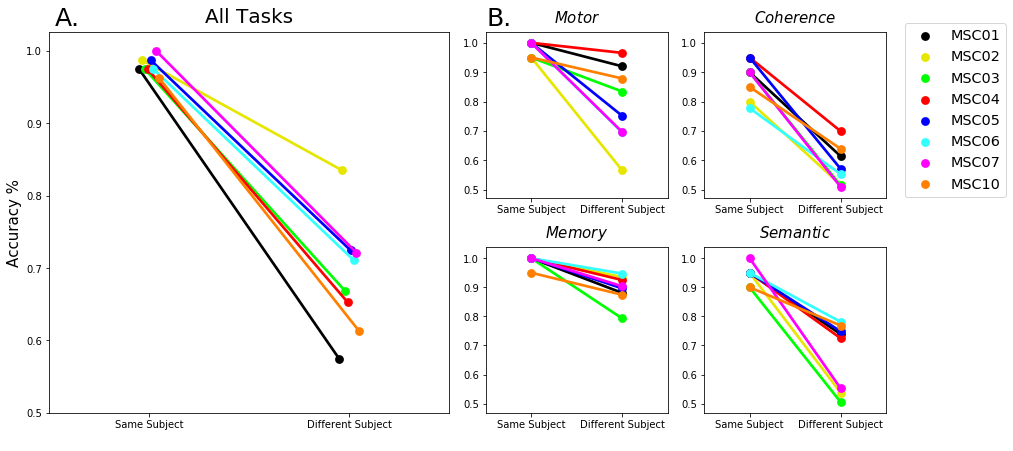 A.
All Tasks
Accuracy %
1.0
0.9
0.8
0.7
0.6
0.5
Same Subject
Different Subject
B.
Motor
1.0
0.9
0.8
0.7
0.6
0.5
Same Subject
Different Subject
Coherence
1.0
0.9
0.8
0.7
0.6
0.5
Same Subject
Different Subject
Memory
1.0
0.9
0.8
0.7
0.6
0.5
Same Subject
Different Subject
Semantic
1.0
0.9
0.8
0.7
0.6
0.5
Same Subject
Different Subject
MSC01
MSC02
MSC03
MSC04
MSC05
MSC06
MSC07
MSC10